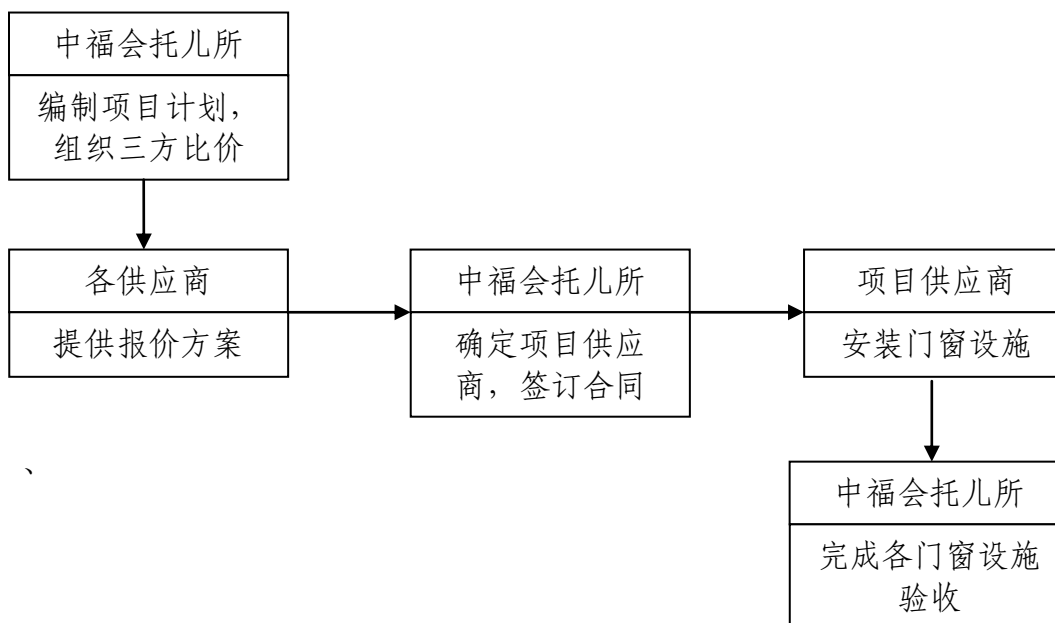 中福会托儿所
编制项目计划，
组织三方比价
各供应商
提供报价方案
中福会托儿所
确定项目供应
商，签订合同
项目供应商
安装门窗设施
、
中福会托儿所
完成各门窗设施
验收